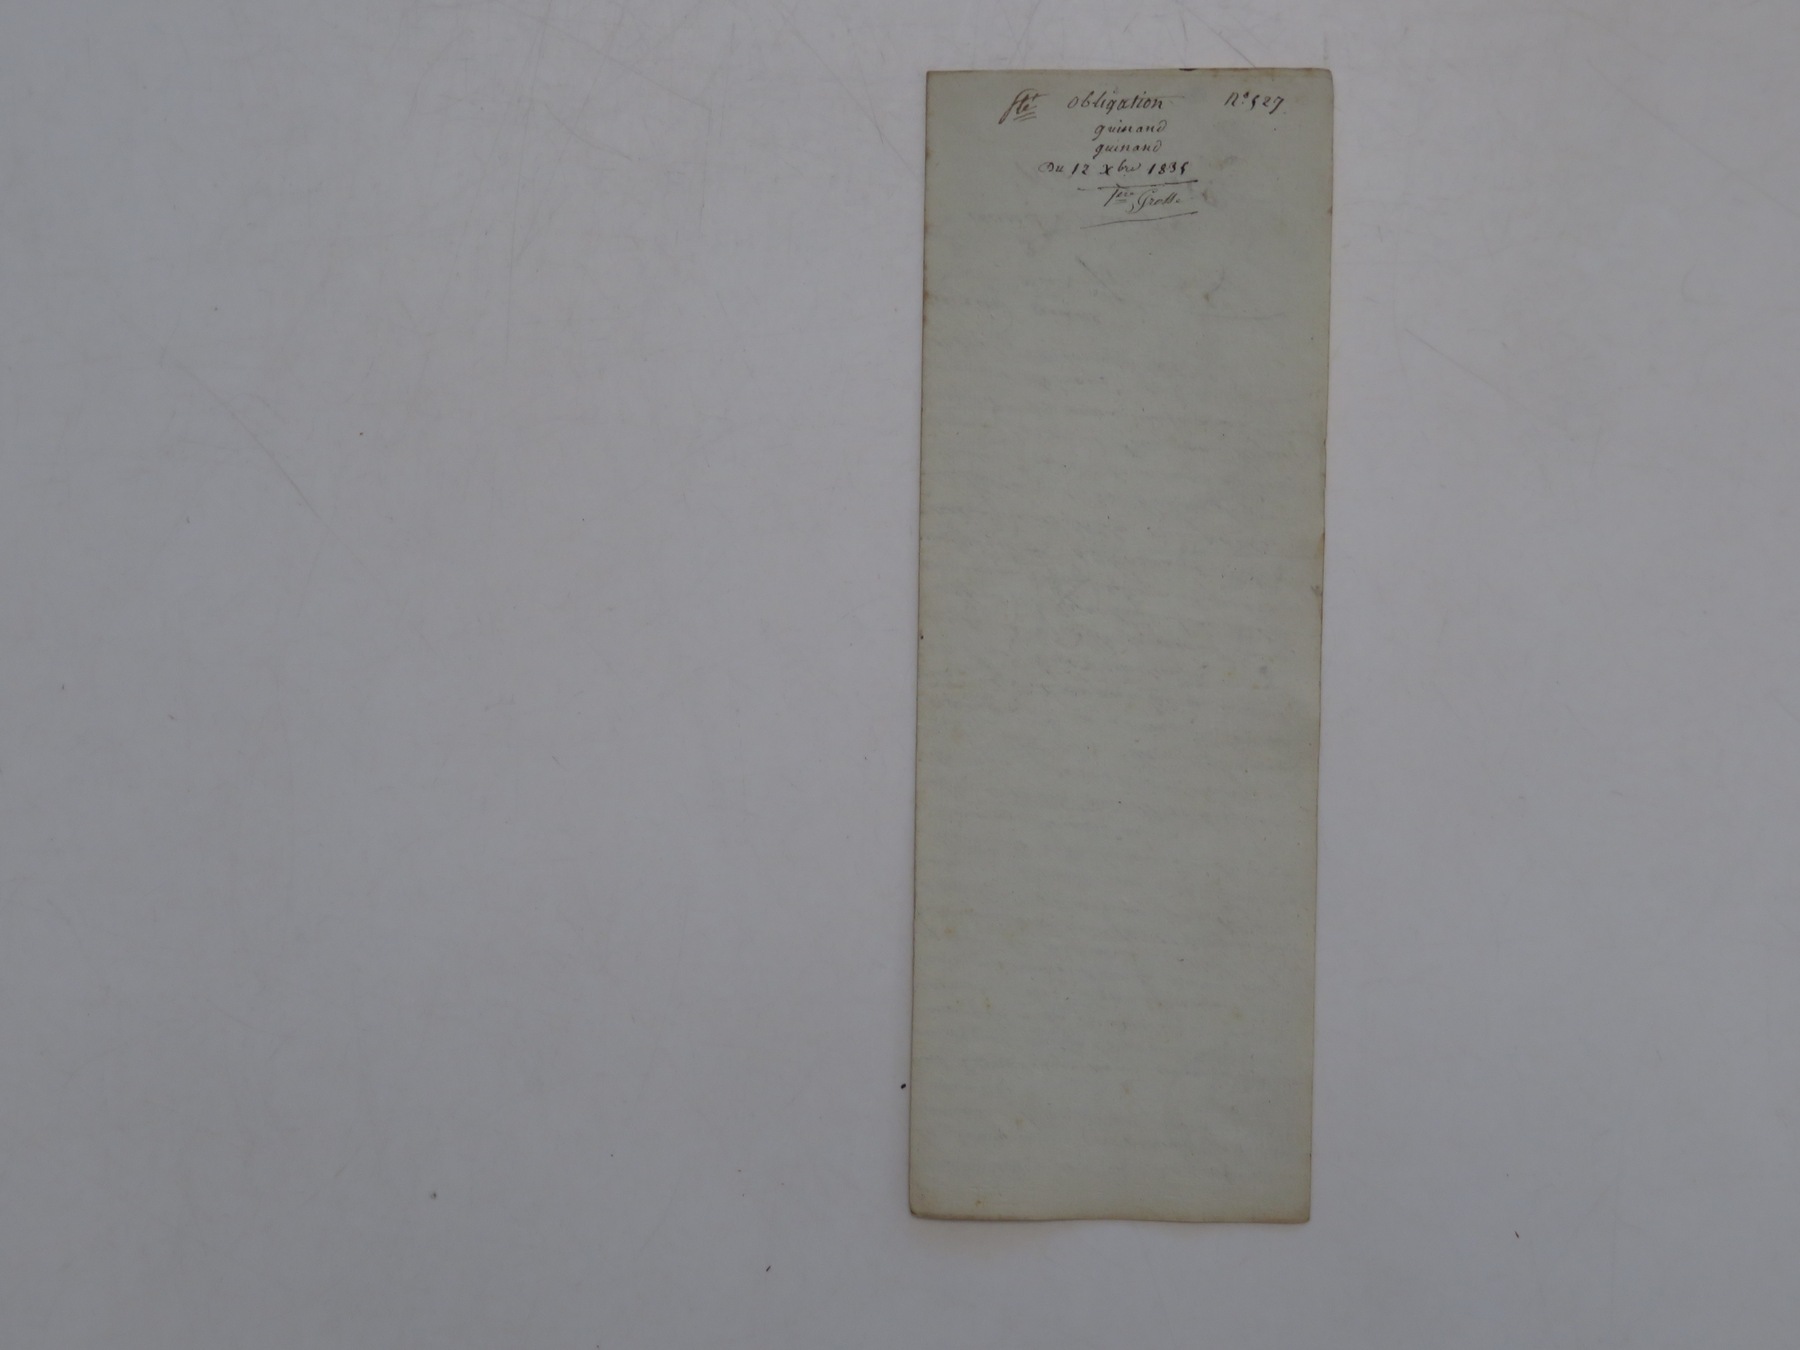 obligation N° 527
guinand
guinand
Du 12 Xbre 1835
1ère Grosse